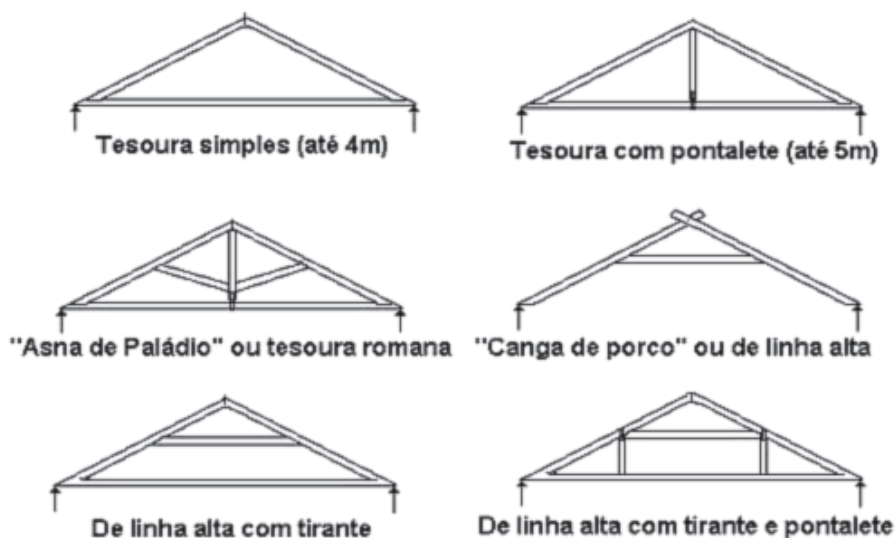 Tesoura simples (até 4m)
Tesoura com pontalete (até 5m)
"Asna de Paládio" ou tesoura romana
"Canga de porco" ou de linha alta
De linha alta com tirante
De linha alta com tirante e pontalete